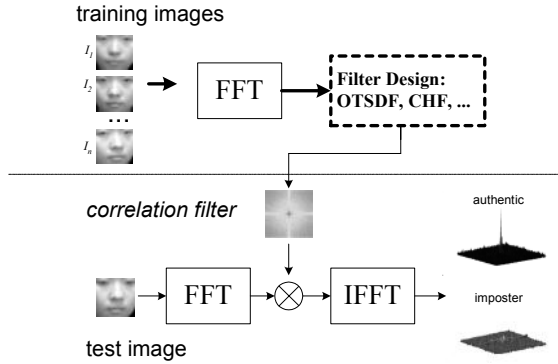 training images
I1
I2
...
In
FFT
Filter Design:
OTSDF, CHF, ...
correlation filter
authentic
FFT
IFFT
imposter
test image